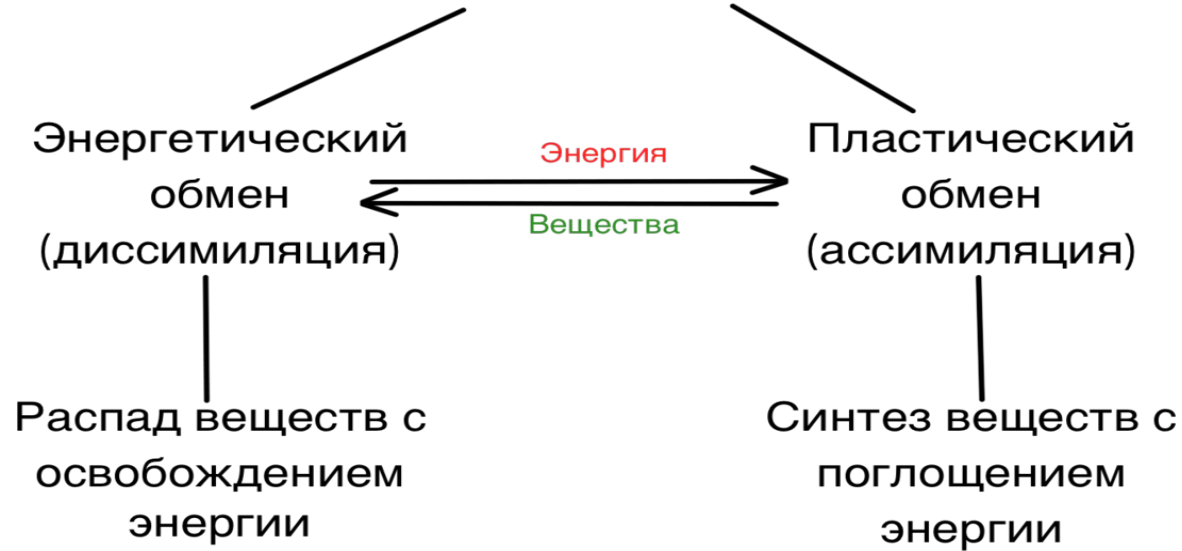 Энергетический
обмен
(диссимиляция)
Энергия
Вещества
Пластический
обмен
(ассимиляция)
Распад веществ с
освобождением
энергии
Синтез веществ с
поглощением
энергии